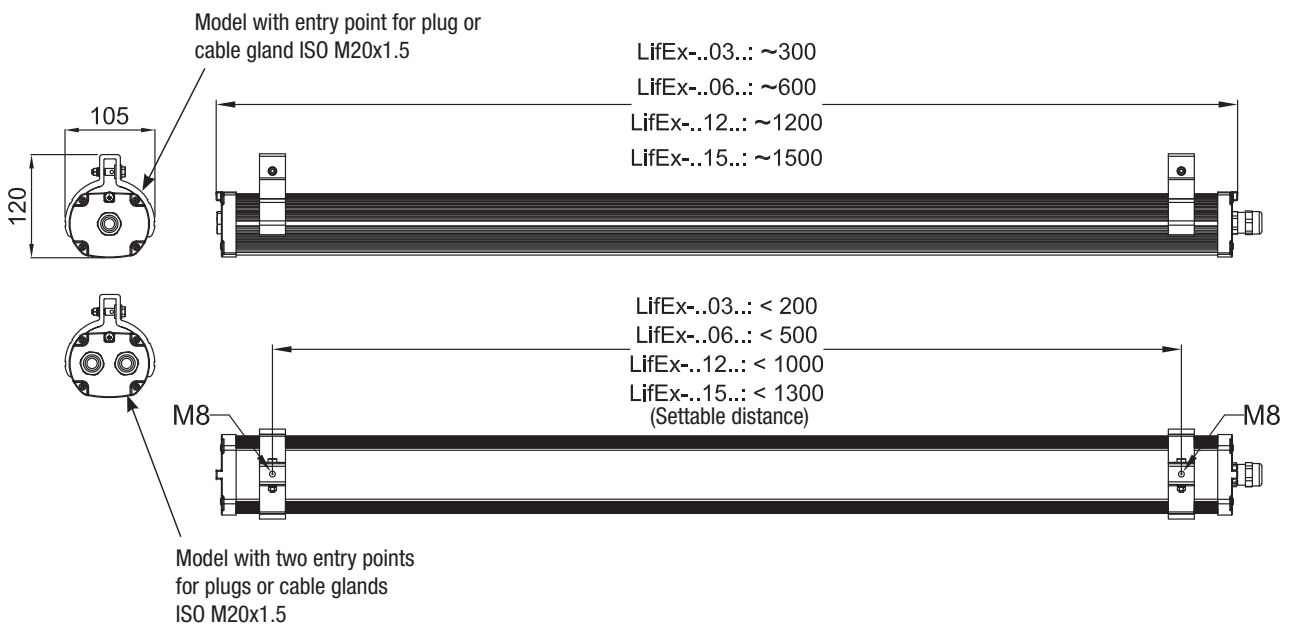 Model with entry point for plug or
cable gland ISO M20x1.5
LifEx-..03..: ~300
LifEx-..06..: ~600
LifEx-..12..: ~1200
LifEx-..15..: ~1500
105
120
LifEx-..03..: < 200
LifEx-..06..: < 500
LifEx-..12..: < 1000
LifEx-..15..: < 1300
(Settable distance)
M8
M8
Model with two entry points
for plugs or cable glands
ISO M20x1.5